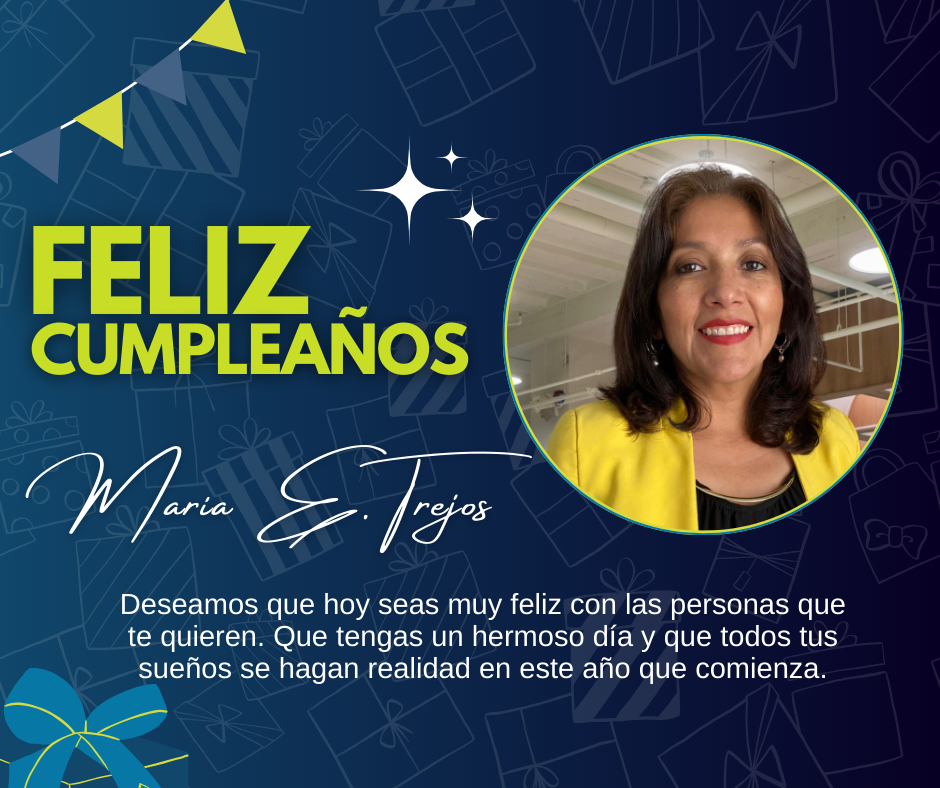 FELIZ
CUMPLEAÑOS
María E. Trejos
Deseamos que hoy seas muy feliz con las personas que
te quieren. Que tengas un hermoso día y que todos tus
sueños se hagan realidad en este año que comienza.